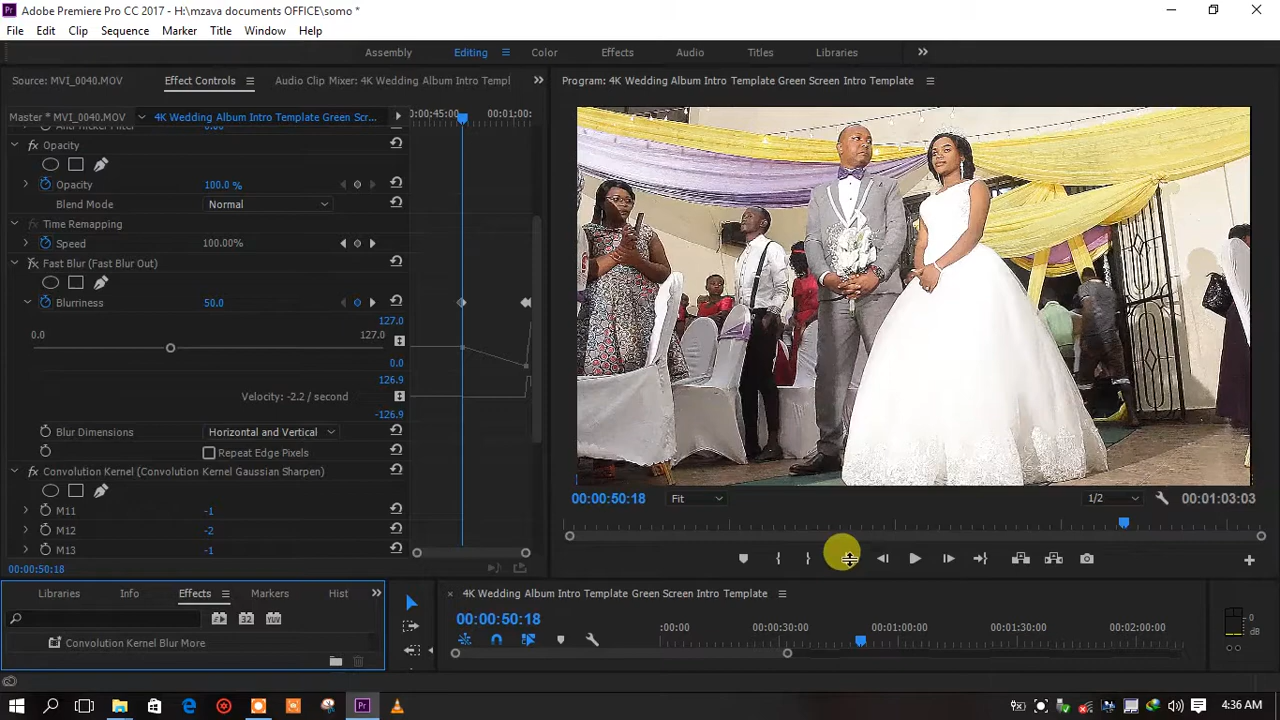 Adobe Premiere Pro CC 2017 - H:\mzava documents OFFICE\somo *
File Edit Clip Sequence Marker Title Window Help
Assembly Editing Color Effects Audio Titles Libraries
Source: MVI_0040.MOV Effect Controls Audio Clip Mixer: 4K Wedding Album Intro Templ
Program: 4K Wedding Album Intro Template Green Screen Intro Template
Master * MVI_0040.MOV 4K Wedding Album Intro Template Green Scr...
0:00:45:00 00:01:00:
0.00
Opacity
Opacity 100.0 %
Blend Mode Normal
Time Remapping
Speed 100.00%
Fast Blur (Fast Blur Out)
Blurriness 50.0
127.0
0.0 127.0
0.0
126.9
Velocity: -2.2 / second
-126.9
Blur Dimensions Horizontal and Vertical
Repeat Edge Pixels
Convolution Kernel (Convolution Kernel Gaussian Sharpen)
M11 -1
M12 -2
M13 -1
00:00:50:18
00:00:50:18 Fit 1/2 00:01:03:03
Libraries Info Effects Markers Hist
32 YUV
Convolution Kernel Blur More
× 4K Wedding Album Intro Template Green Screen Intro Template
00:00:50:18
:00:00 00:00:30:00 00:01:00:00 00:01:30:00 00:02:00:00
0
dB
S S
Pr
4:36 AM